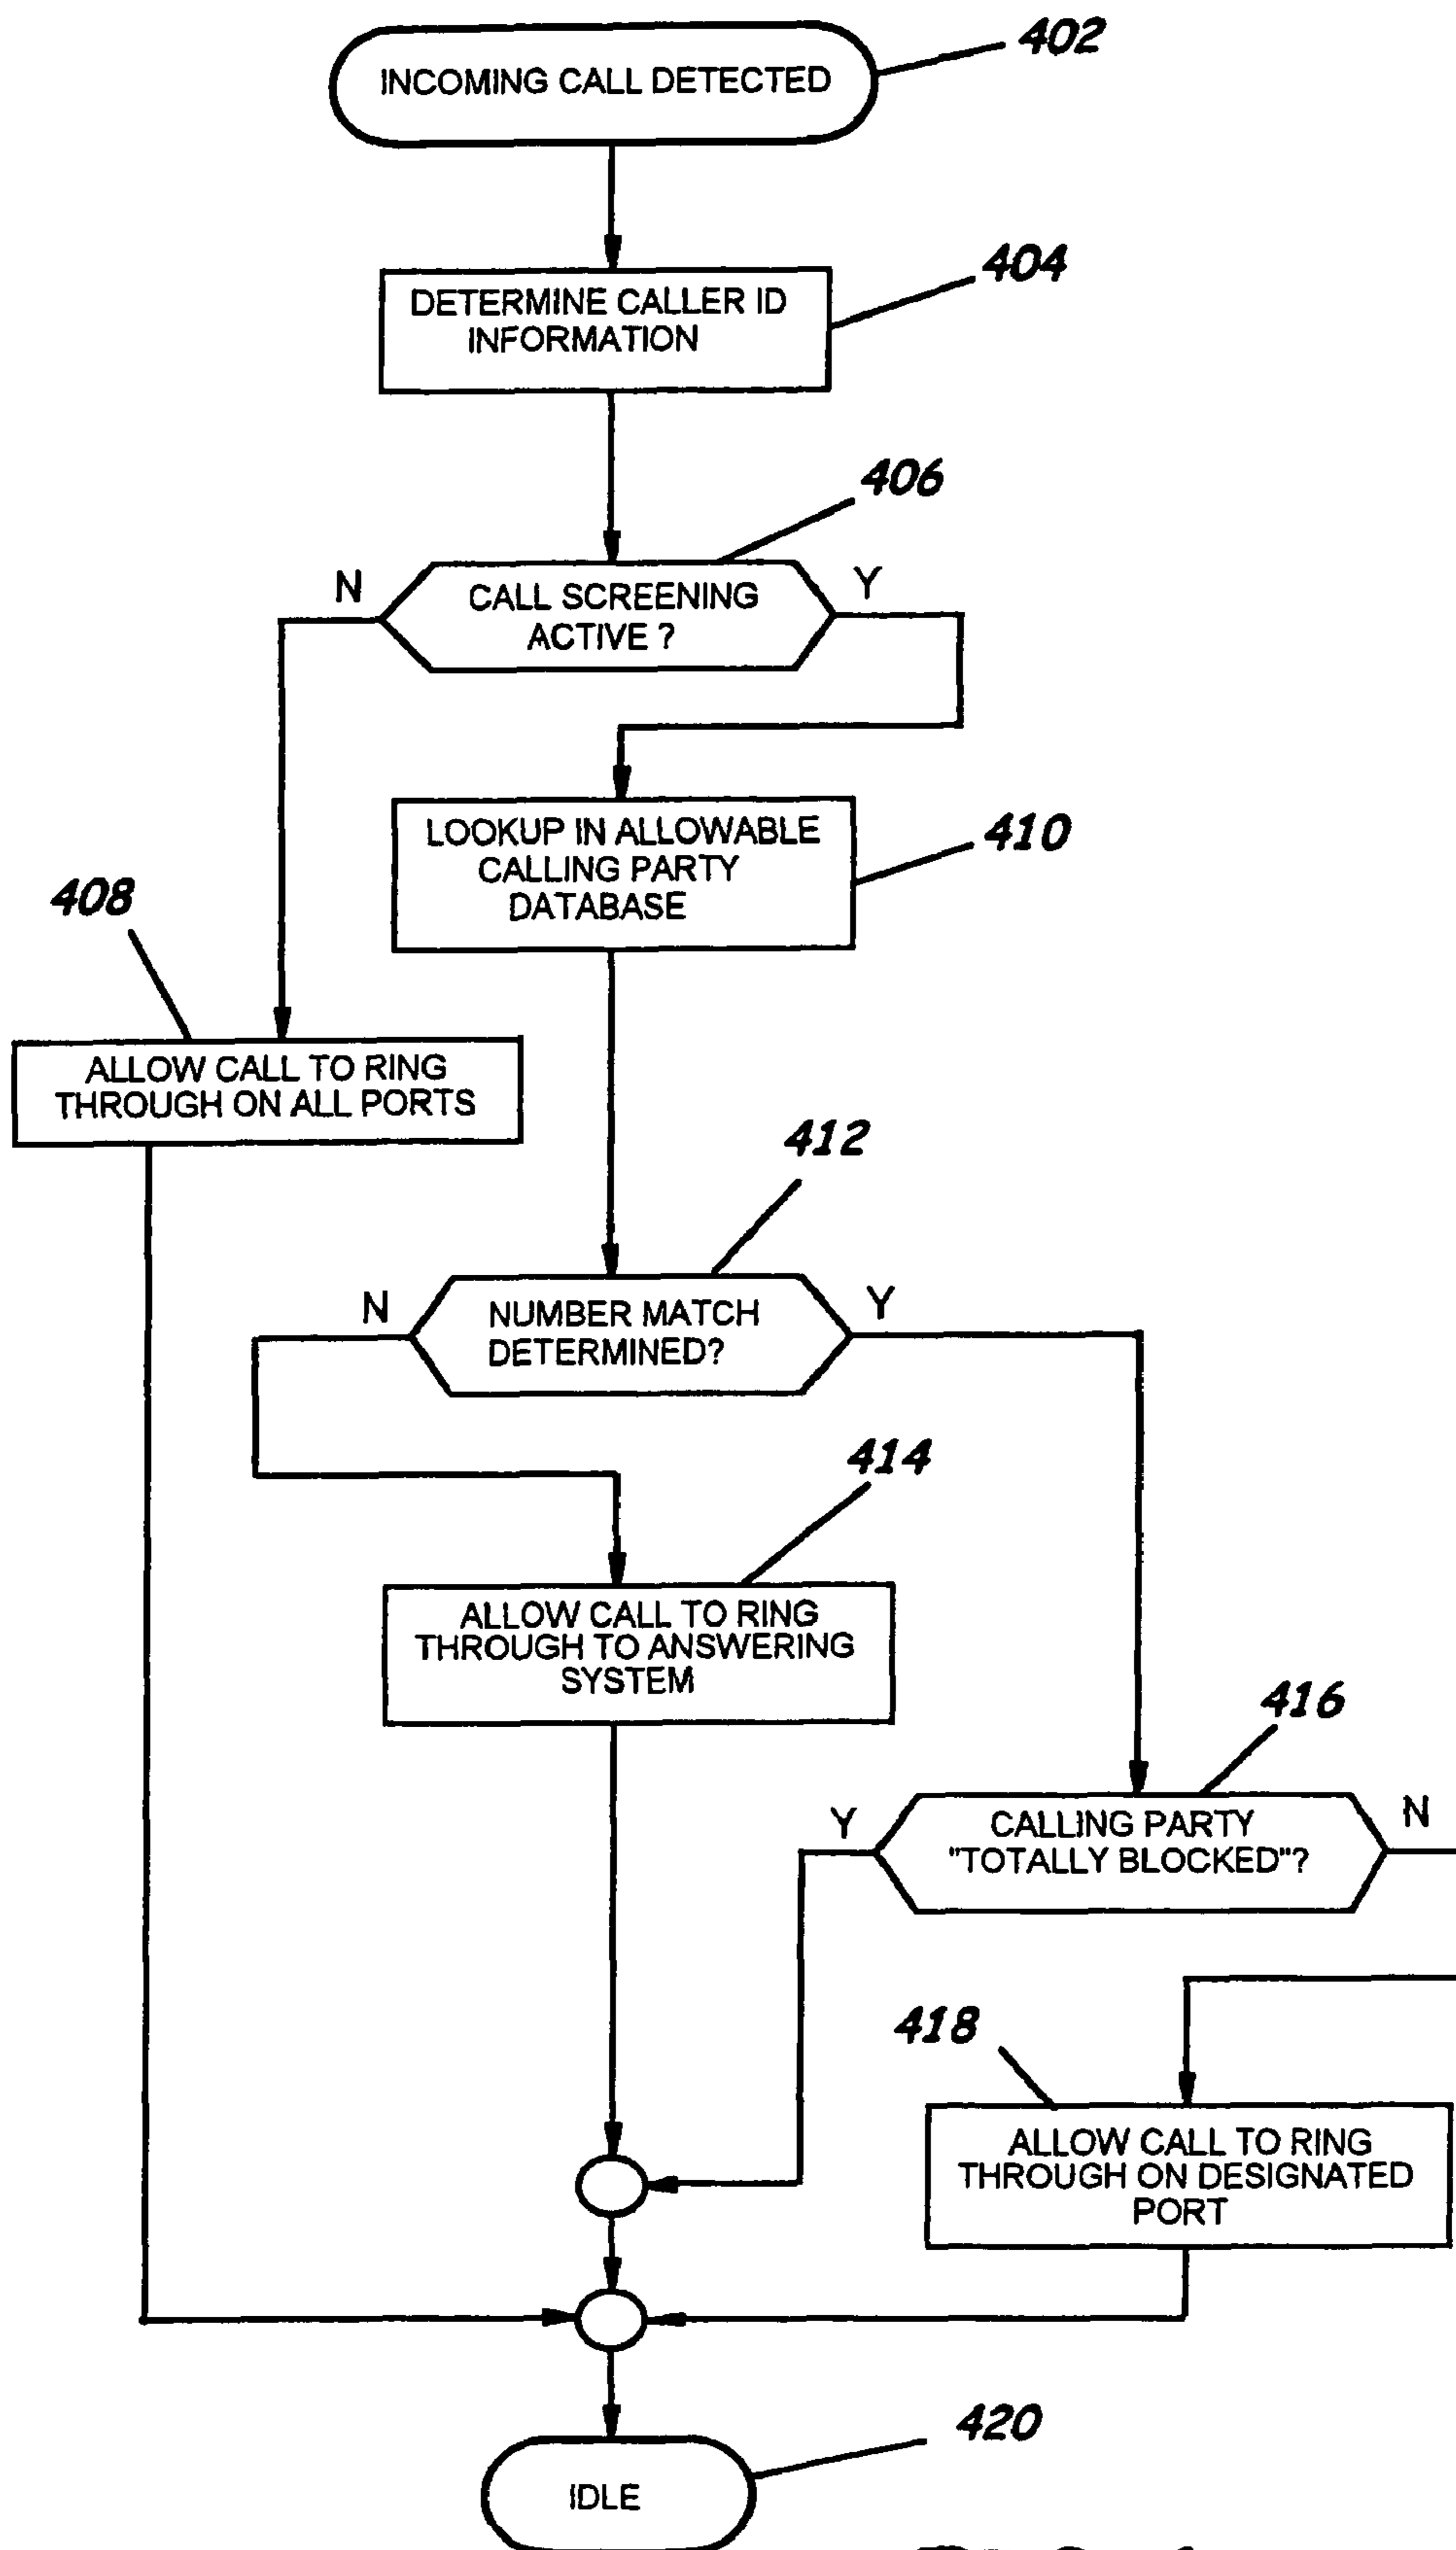 402
INCOMING CALL DETECTED
404
DETERMINE CALLER ID
INFORMATION
406
N
Y
CALL SCREENING
ACTIVE ?
LOOKUP IN ALLOWABLE
CALLING PARTY
DATABASE
410
408
ALLOW CALL TO RING
THROUGH ON ALL PORTS
412
N
Y
NUMBER MATCH
DETERMINED?
414
ALLOW CALL TO RING
THROUGH TO ANSWERING
SYSTEM
416
Y
N
CALLING PARTY
"TOTALLY BLOCKED"?
418
ALLOW CALL TO RING
THROUGH ON DESIGNATED
PORT
420
IDLE